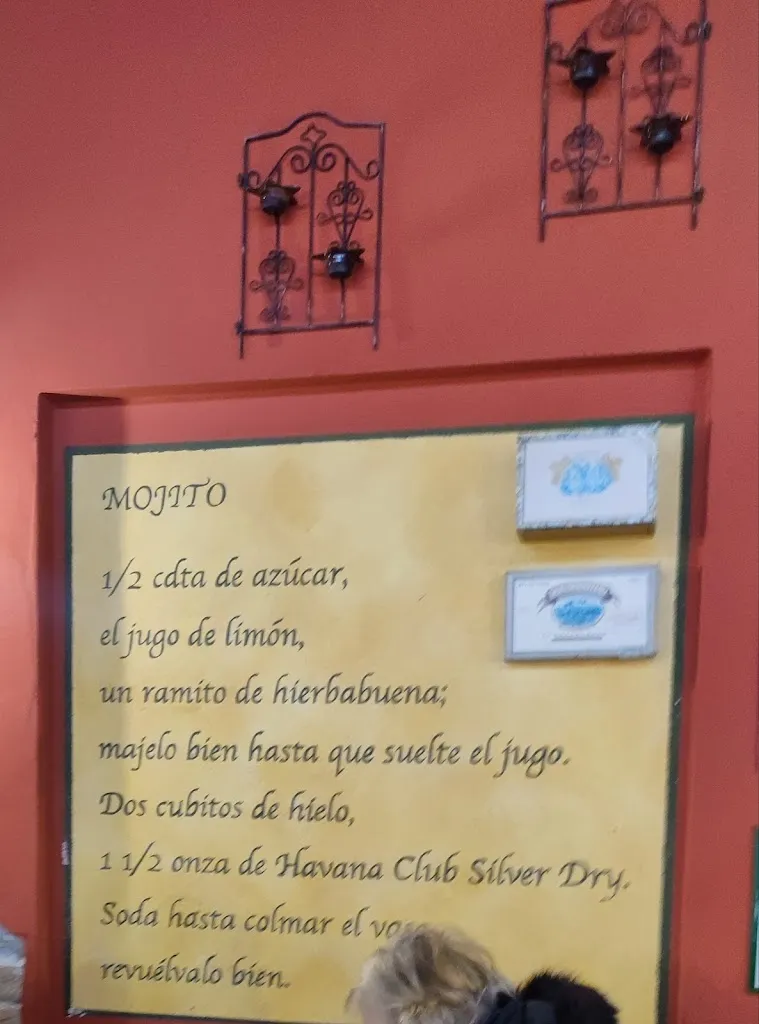 MOJITO
1/2 cdta de azúcar,
el jugo de limón,
un ramito de hierbabuena;
majelo bien hasta que suelte el jugo.
Dos cubitos de hielo,
1 1/2 onza de Havana Club Silver Dry.
Soda hasta colmar el
revuélvalo bien.